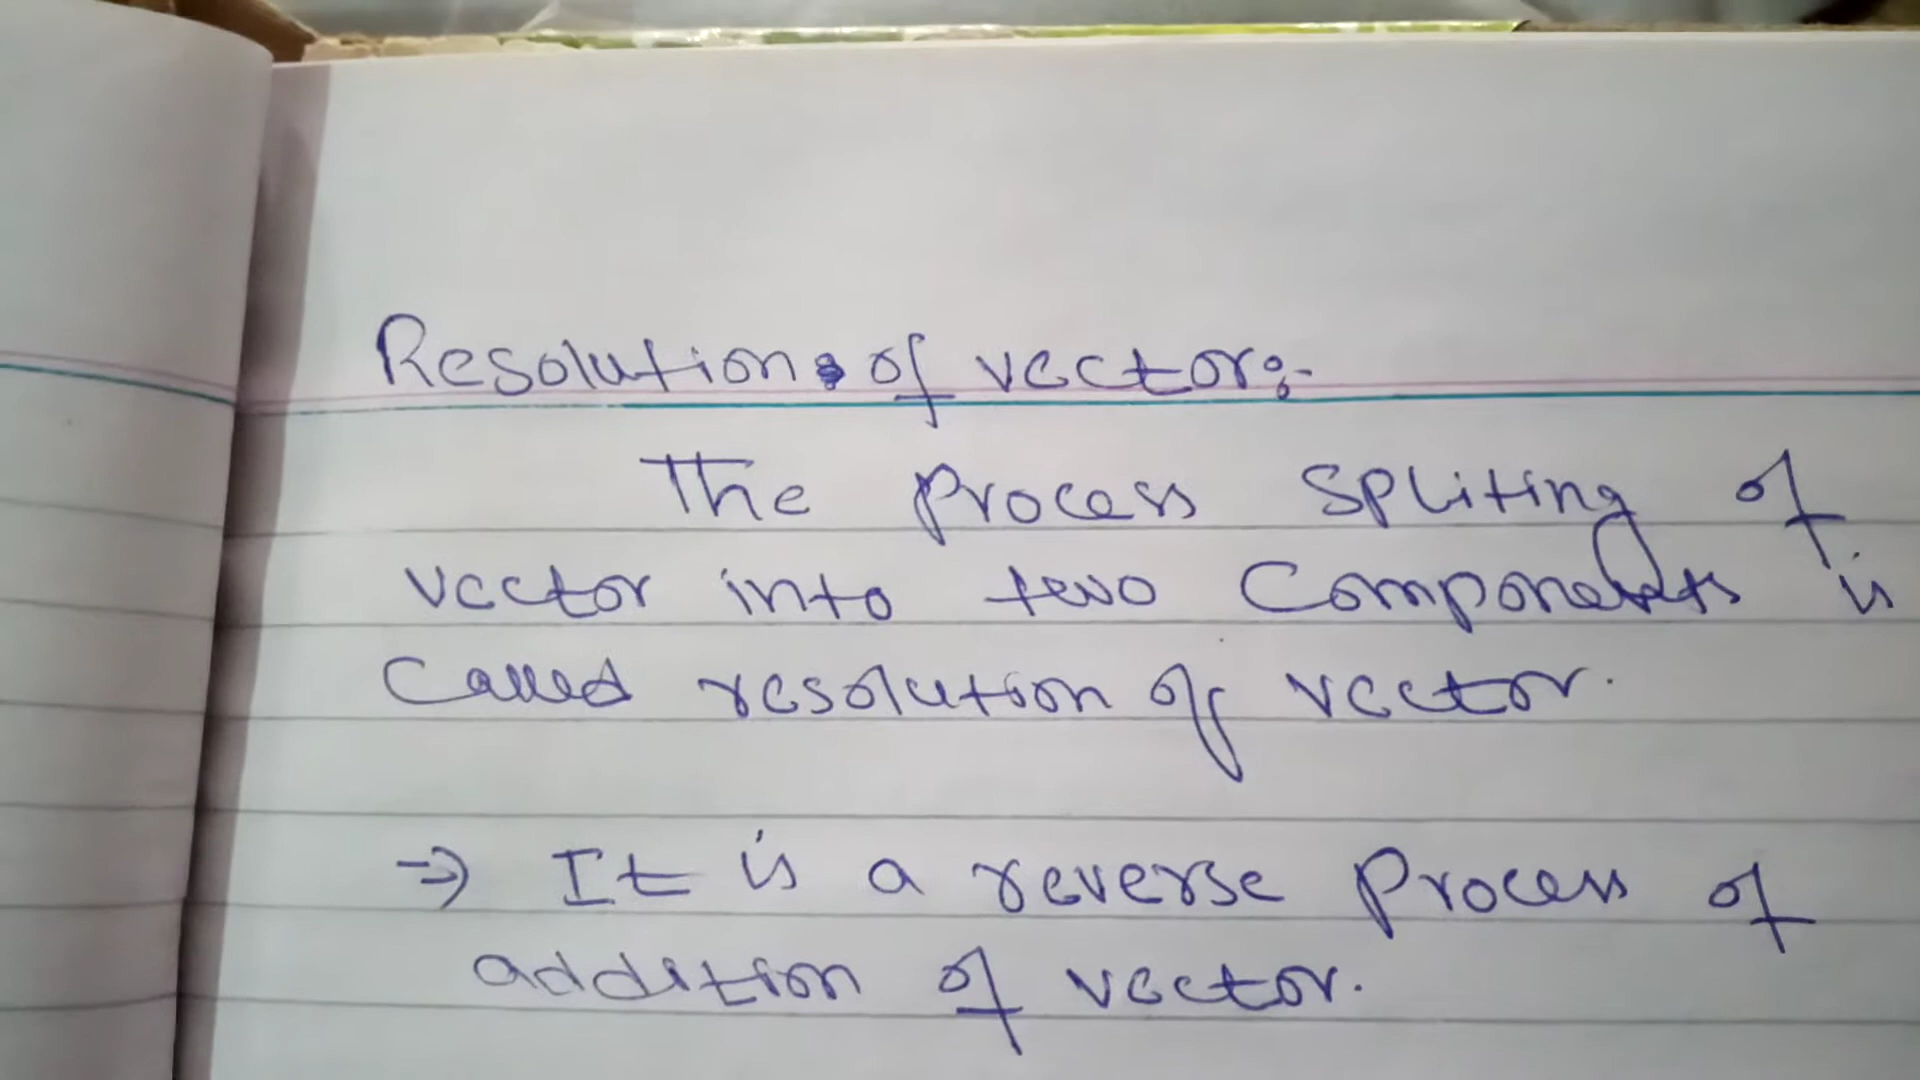 Resolution of vector:-
The process spliting of
vector into two components is
called resolution of vector.
⇒ It is a reverse process of
addition of vector.